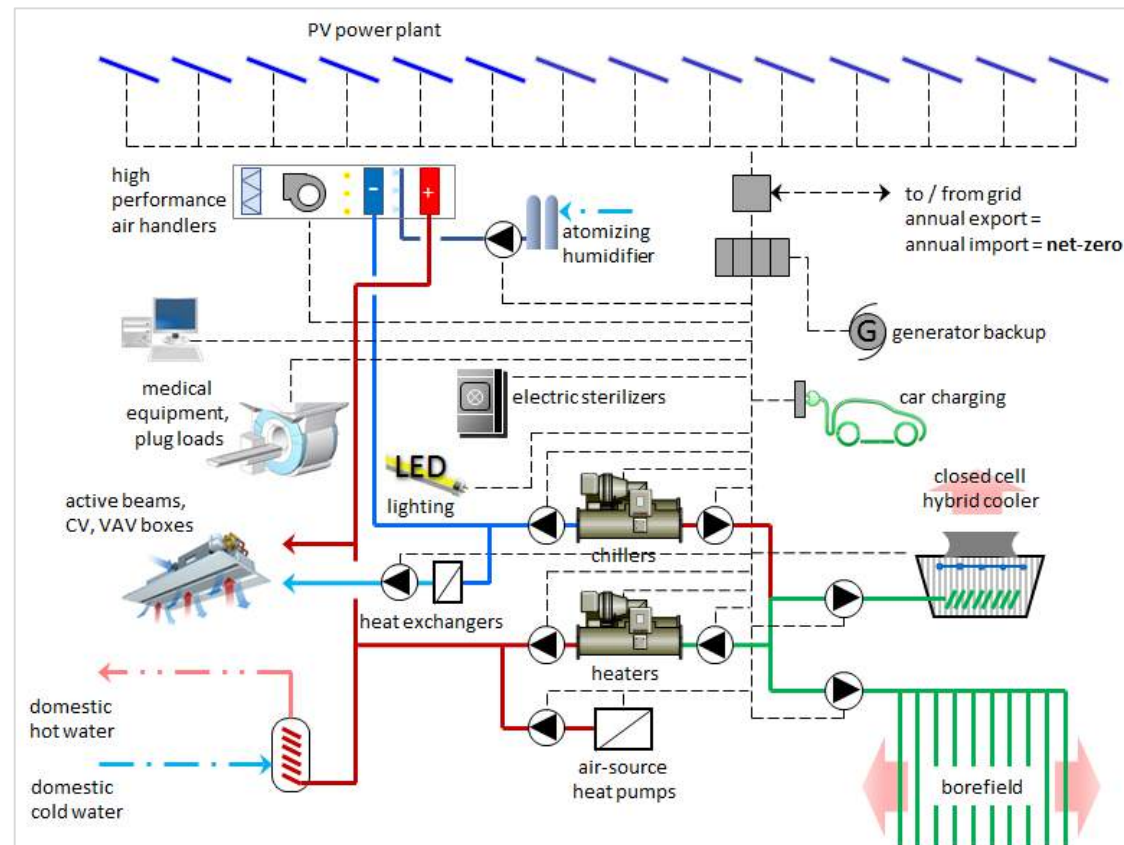 PV power plant
high
performance
air handlers
-
+
atomizing
humidifier
to / from grid
annual export =
annual import = net-zero
G
generator backup
medical
equipment,
plug loads
electric sterilizers
car charging
LED
lighting
closed cell
hybrid cooler
active beams,
CV, VAV boxes
chillers
heat exchangers
heaters
domestic
hot water
air-source
heat pumps
domestic
cold water
borefield